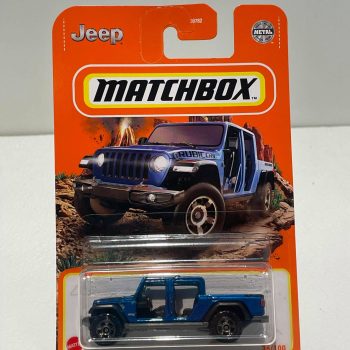 Jeep
METAL
MATCHBOX
RUBICON